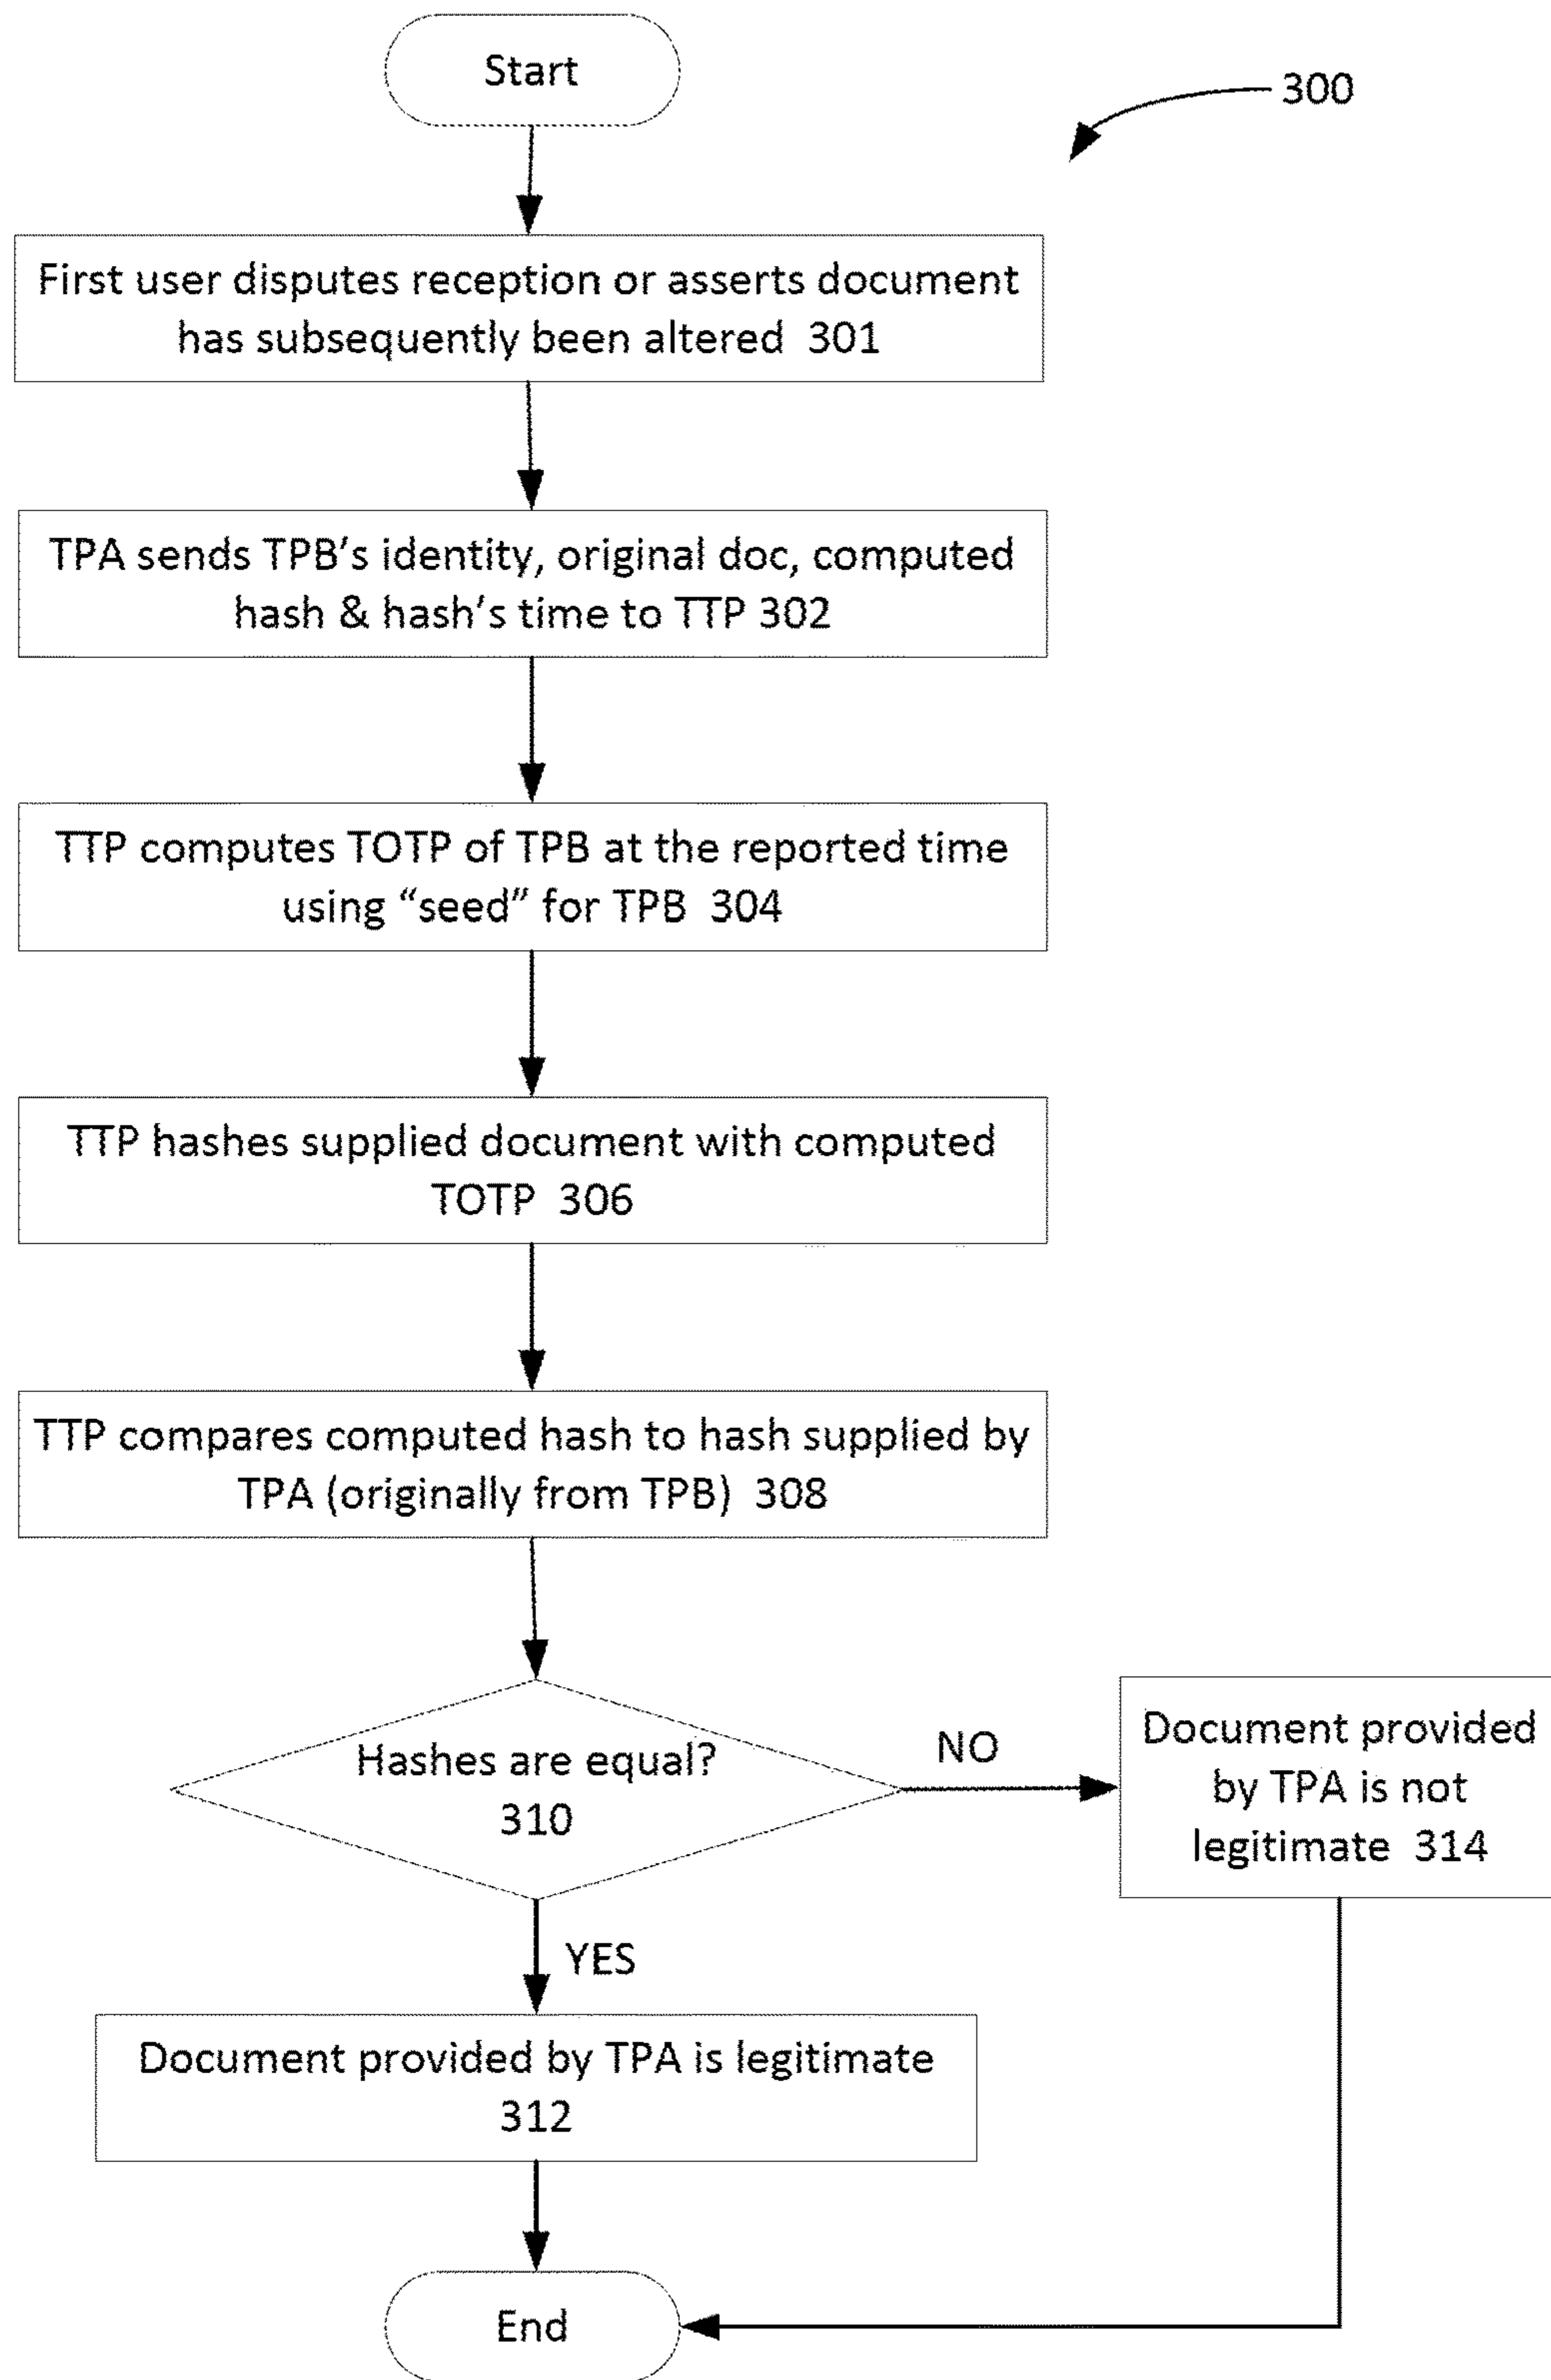 Start
300
First user disputes reception or asserts document
has subsequently been altered 301
TPA sends TPB's identity, original doc, computed
hash & hash's time to TTP 302
TTP computes TOTP of TPB at the reported time
using “seed” for TPB 304
TTP hashes supplied document with computed
TOTP 306
TTP compares computed hash to hash supplied by
TPA (originally from TPB) 308
Hashes are equal?
310
NO
Document provided
by TPA is not
legitimate 314
YES
Document provided by TPA is legitimate
312
End